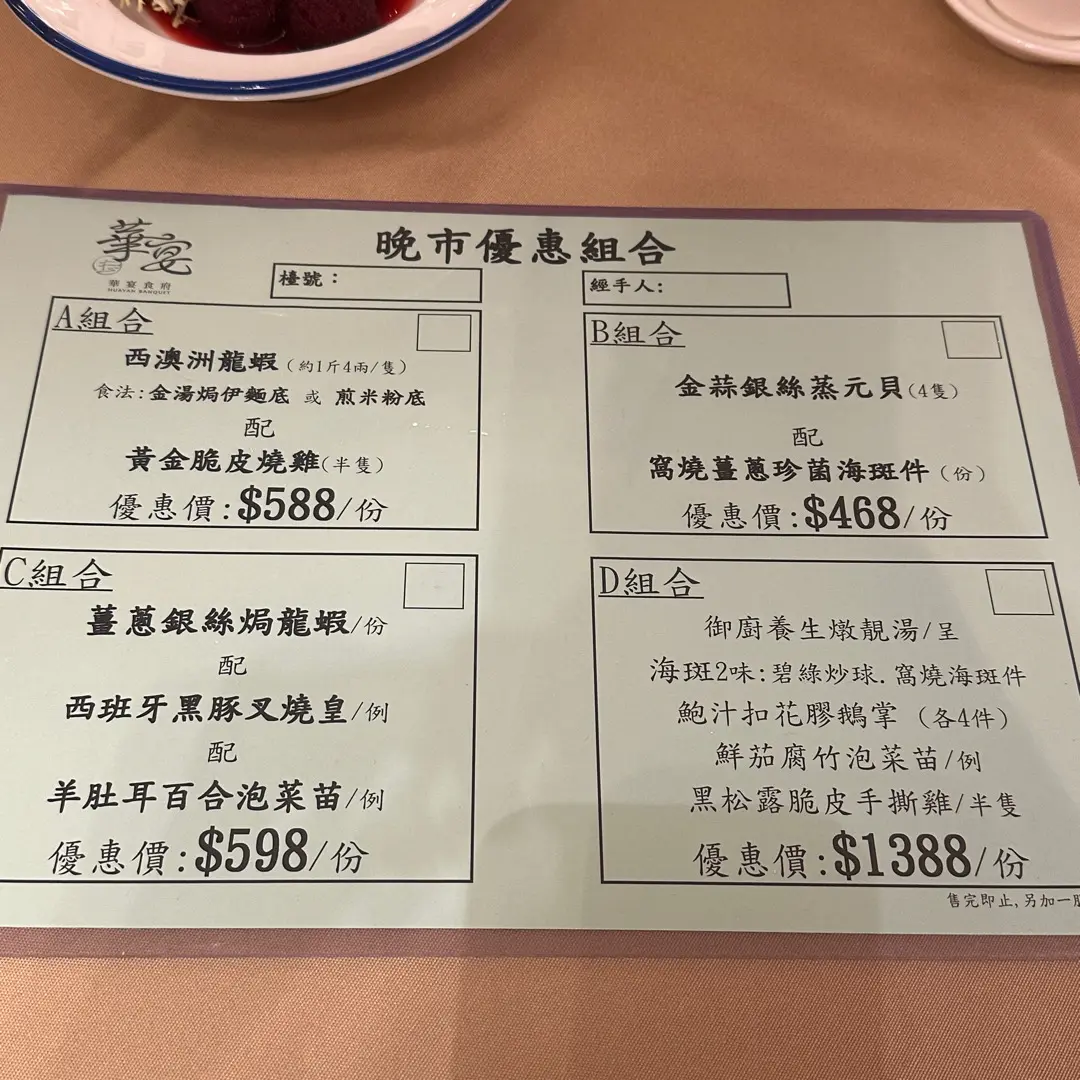 華宴
華宴食府
HUAYAN BANQUET
晚市優惠組合
檯號：
經手人:
A組合
西澳洲龍蝦(約1斤4兩/隻)
食法:金湯焗伊麵底 或 煎米粉底
配
黃金脆皮燒雞(半隻)
優惠價:$588/份
B組合
金蒜銀絲蒸元貝(4隻)
配
窩燒薑蔥珍菌海斑件(份)
優惠價:$468/份
C組合
薑蔥銀絲焗龍蝦/份
配
西班牙黑豚叉燒皇/例
配
羊肚耳百合泡菜苗/例
優惠價:$598/份
D組合
御廚養生燉靚湯/呈
海斑2味:碧綠炒球.窩燒海斑件
鮑汁扣花膠鵝掌 (各4件)
鮮茄腐竹泡菜苗/例
黑松露脆皮手撕雞/半隻
優惠價:$1388/份
售完即止,另加一